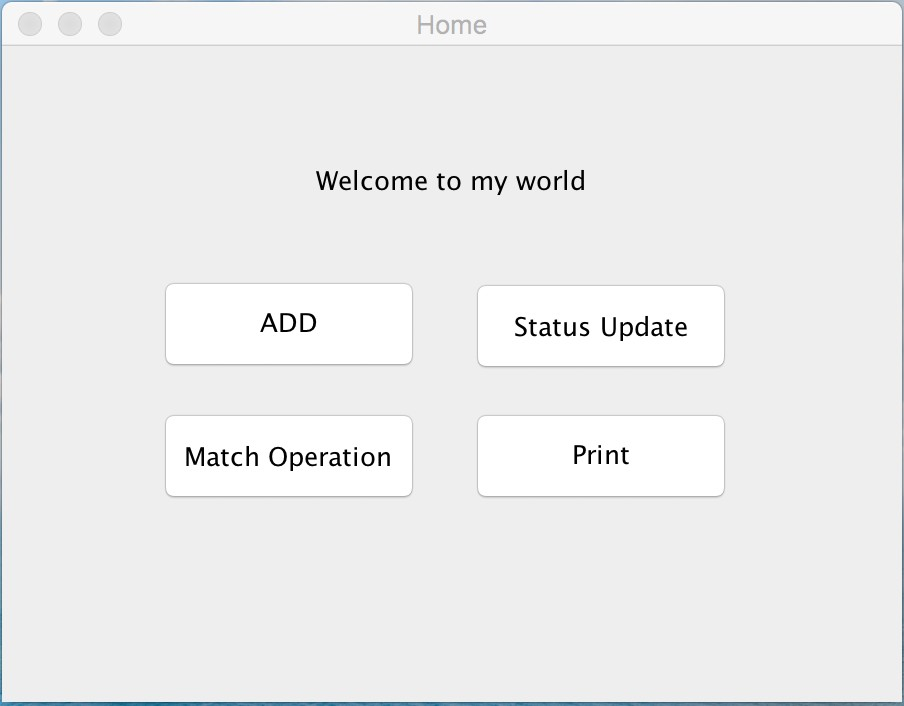 Home
Welcome to my world
ADD
Status Update
Match Operation
Print